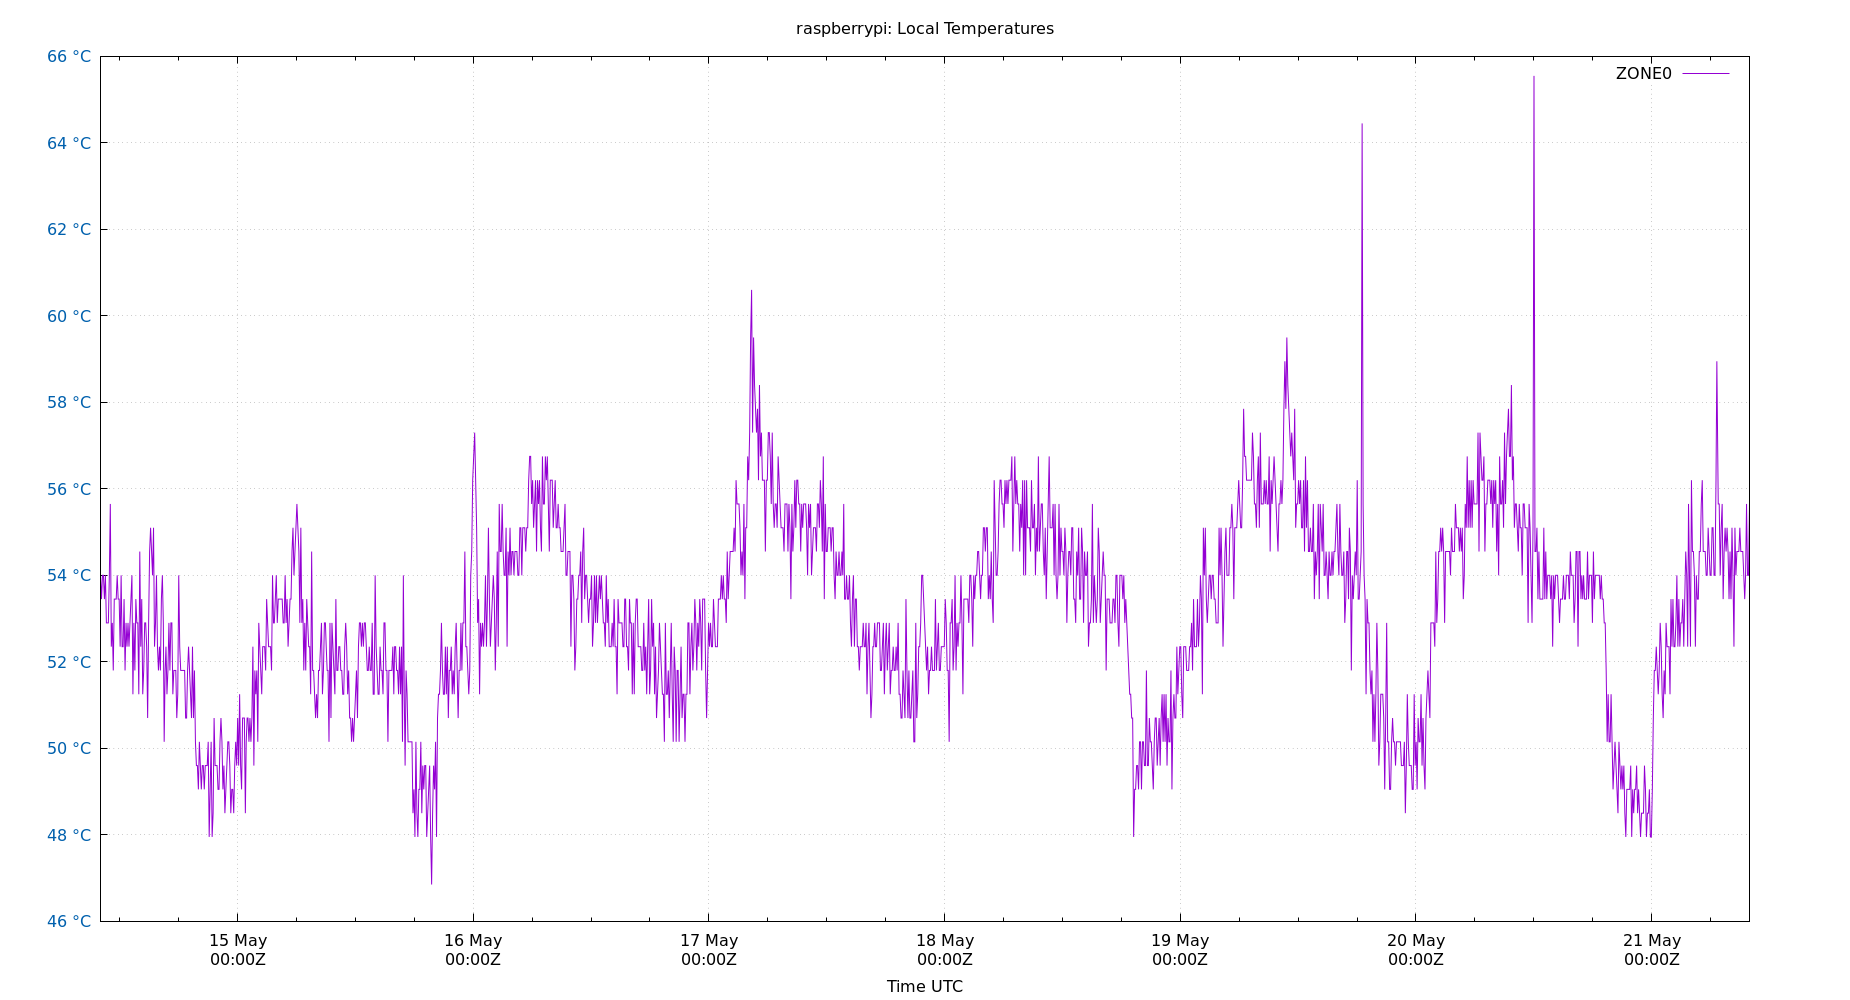 raspberrypi: Local Temperatures
ZONE0
66 °C
64 °C
62 °C
60 °C
58 °C
56 °C
54 °C
52 °C
50 °C
48 °C
46 °C
15 May 16 May 17 May 18 May 19 May 20 May 21 May
00:00Z 00:00Z 00:00Z 00:00Z 00:00Z 00:00Z 00:00Z
Time UTC